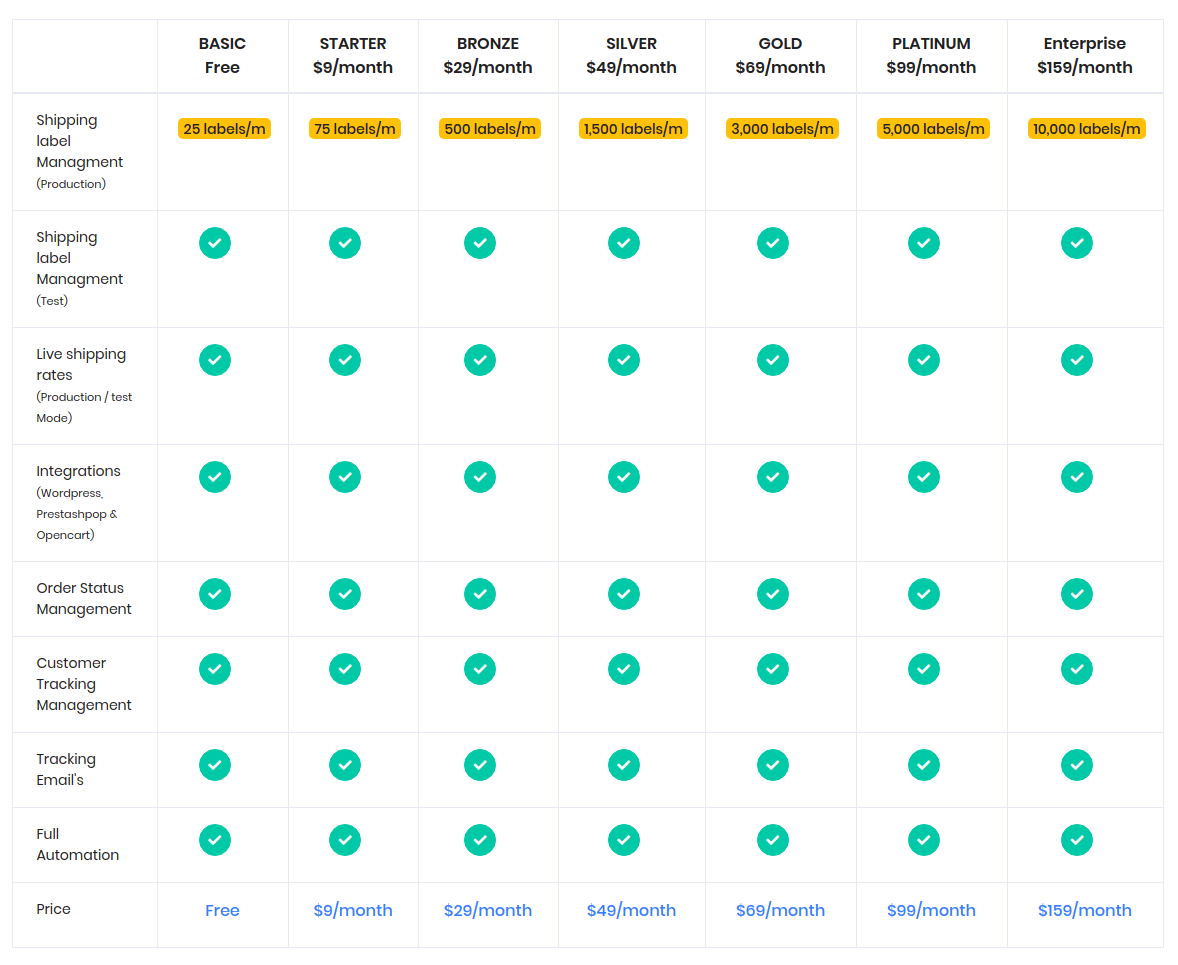 BASIC STARTER BRONZE SILVER GOLD PLATINUM Enterprise
Free $9/month $29/month $49/month $69/month $99/month $159/month
Shipping
label
Managment
(Production)
25 labels/m 75 labels/m 500 labels/m 1,500 labels/m 3,000 labels/m 5,000 labels/m 10,000 labels/m
Shipping
label
Managment
(Test)
Live shipping
rates
(Production / test
Mode)
Integrations
(Wordpress,
Prestashpop &
Opencart)
Order Status
Management
Customer
Tracking
Management
Tracking
Email's
Full
Automation
Price Free $9/month $29/month $49/month $69/month $99/month $159/month